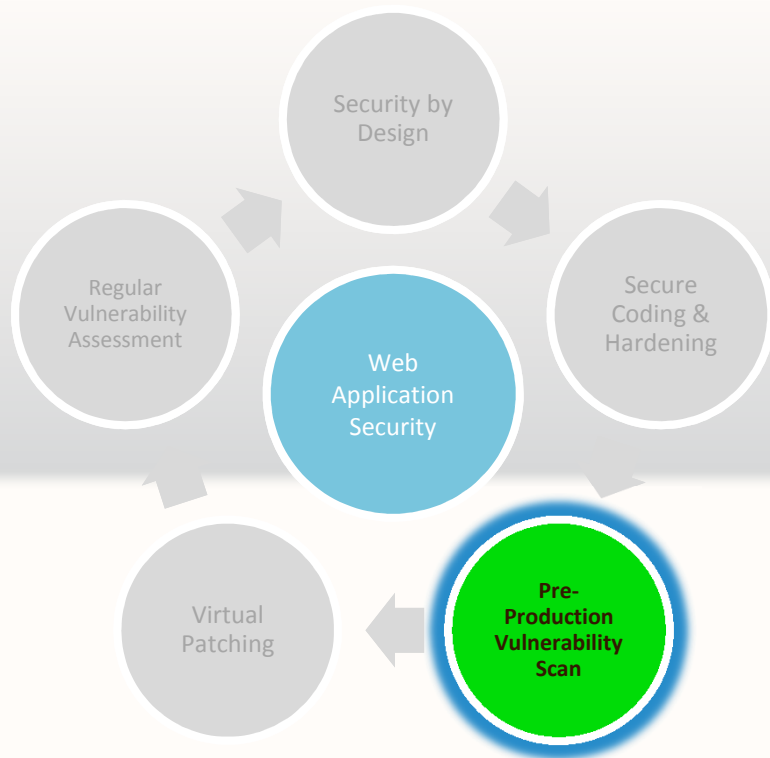 Security by
Design
Secure
Coding &
Hardening
Pre-
Production
Vulnerability
Scan
Virtual
Patching
Regular
Vulnerability
Assessment
Web
Application
Security